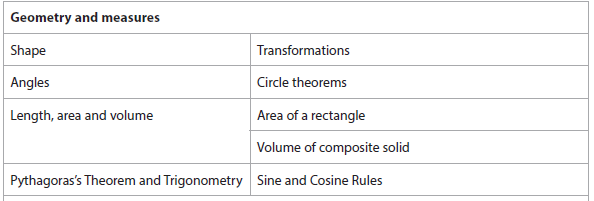 Geometry and measures
Shape Transformations
Angles Circle theorems
Length, area and volume Area of a rectangle
Volume of composite solid
Pythagoras's Theorem and Trigonometry Sine and Cosine Rules